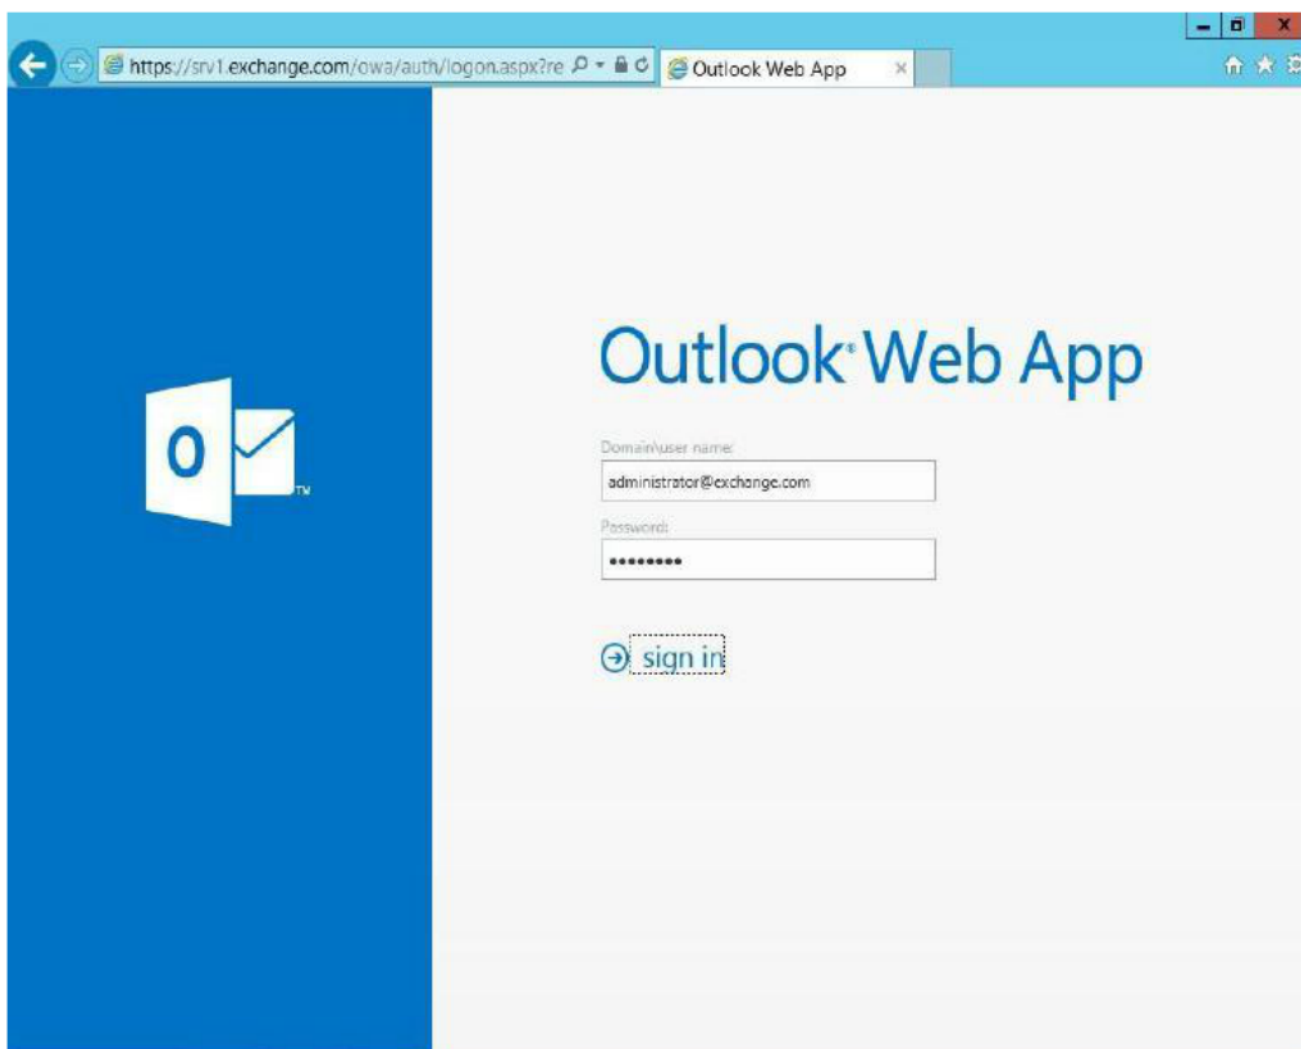 https://srv1.exchange.com/owa/auth/logon.aspx?re
Outlook Web App
O
TM
Outlook® Web App
Domain\user name:
administrator@exchange.com
Password:
••••••••
sign in